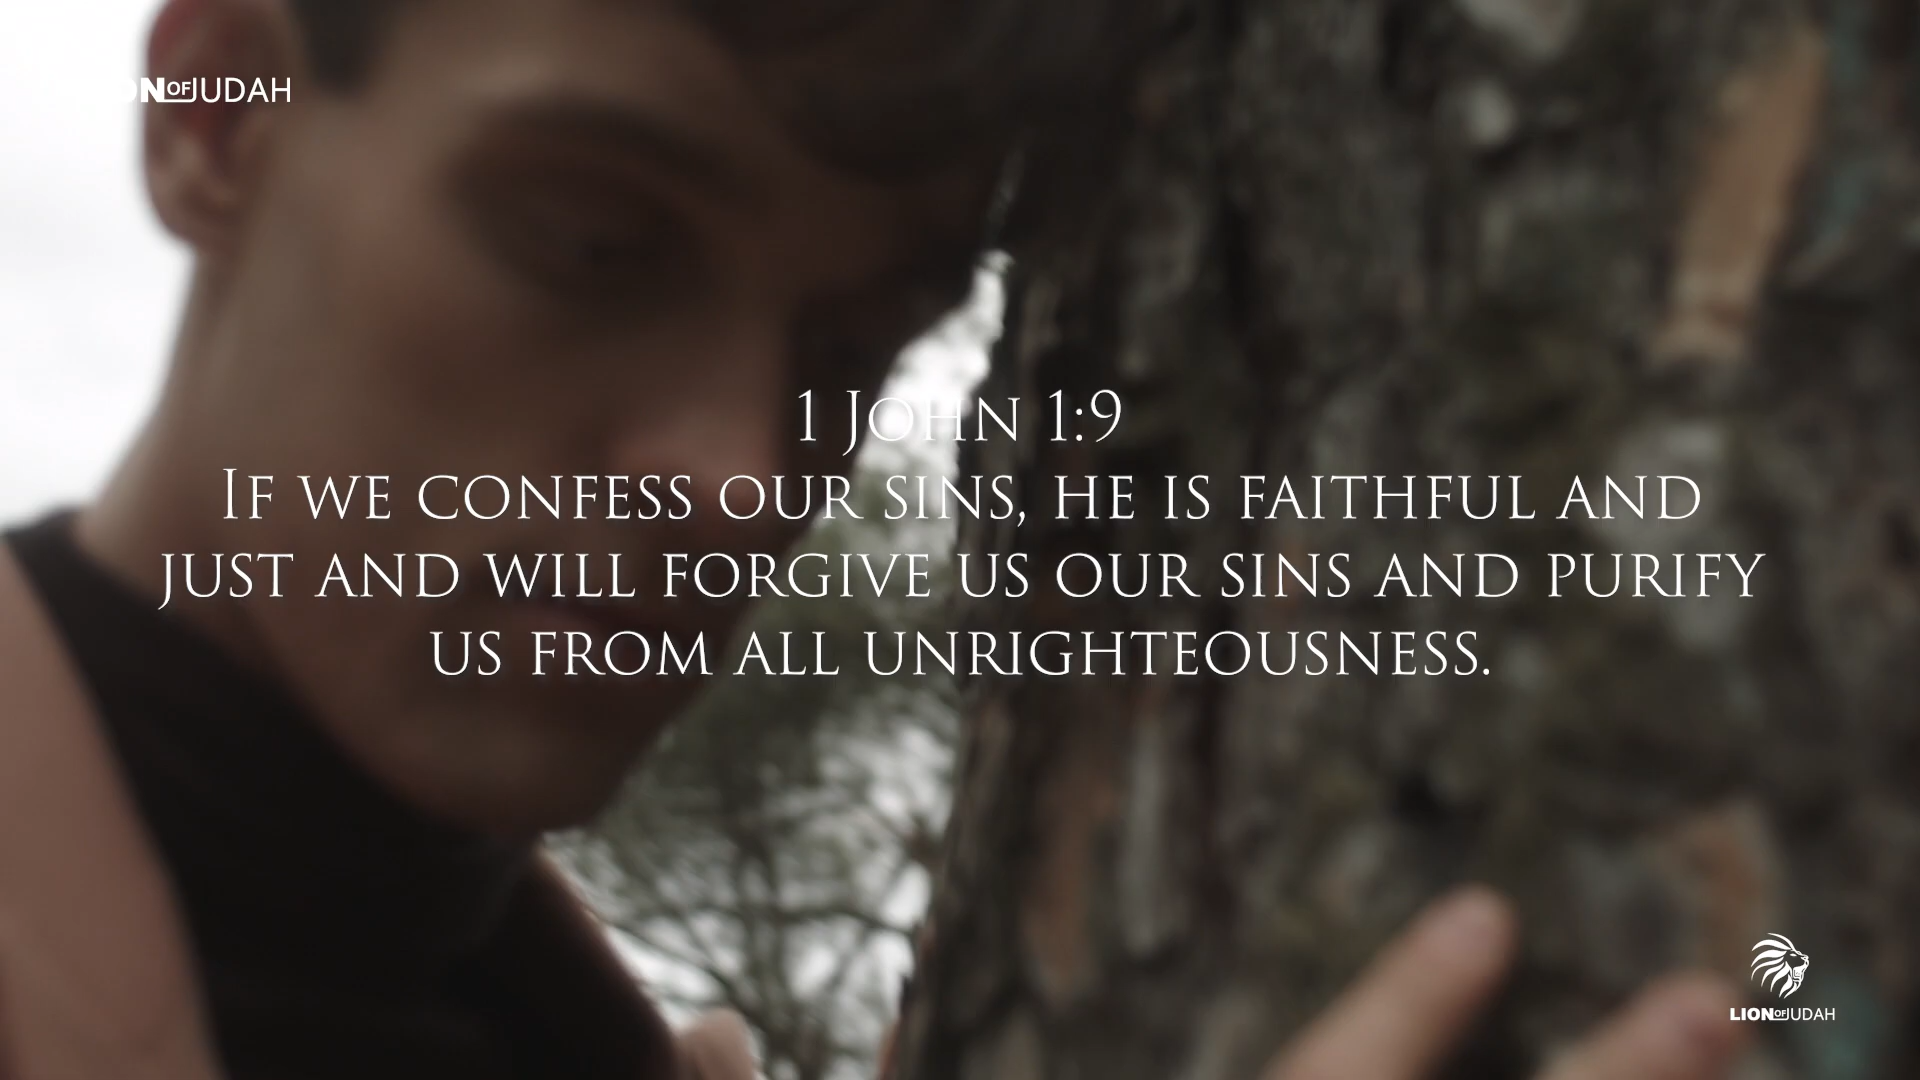 LION OF JUDAH
1 John 1:9
If we confess our sins, he is faithful and
just and will forgive us our sins and purify
us from all unrighteousness.
LION OF JUDAH